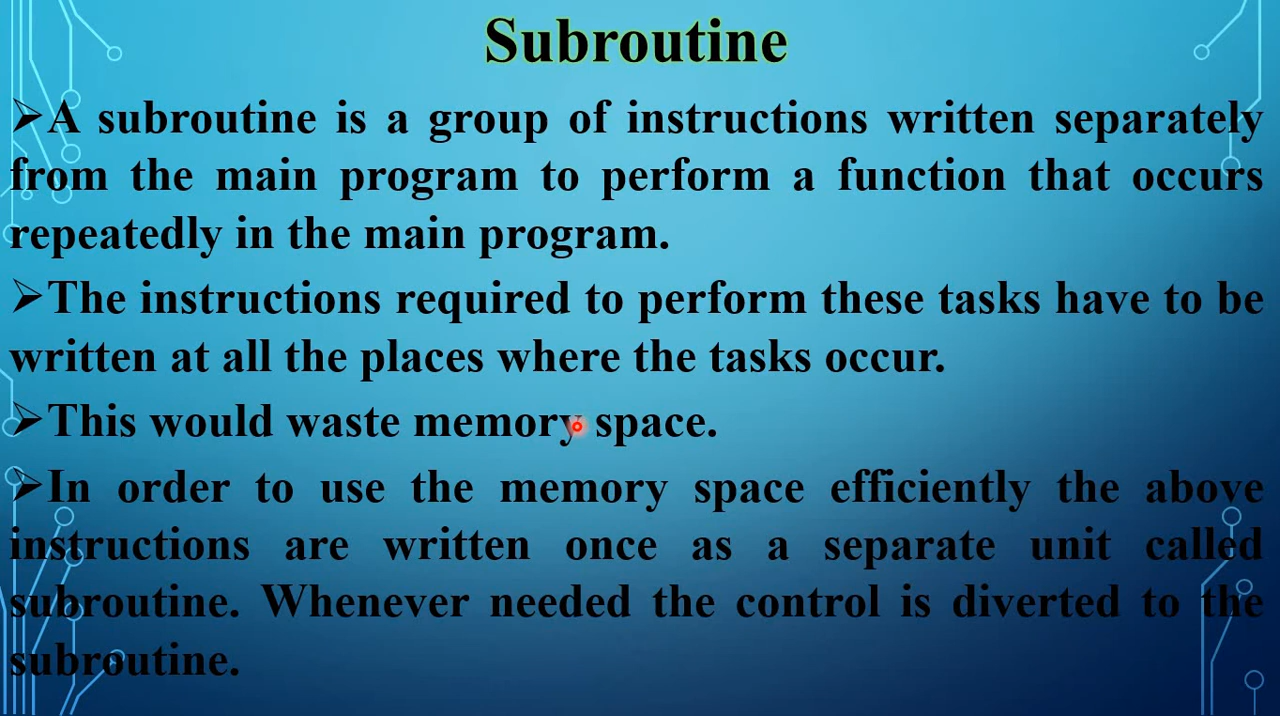 Subroutine
➢A subroutine is a group of instructions written separately
from the main program to perform a function that occurs
repeatedly in the main program.
➢The instructions required to perform these tasks have to be
written at all the places where the tasks occur.
➢This would waste memory space.
➢In order to use the memory space efficiently the above
instructions are written once as a separate unit called
subroutine. Whenever needed the control is diverted to the
subroutine.